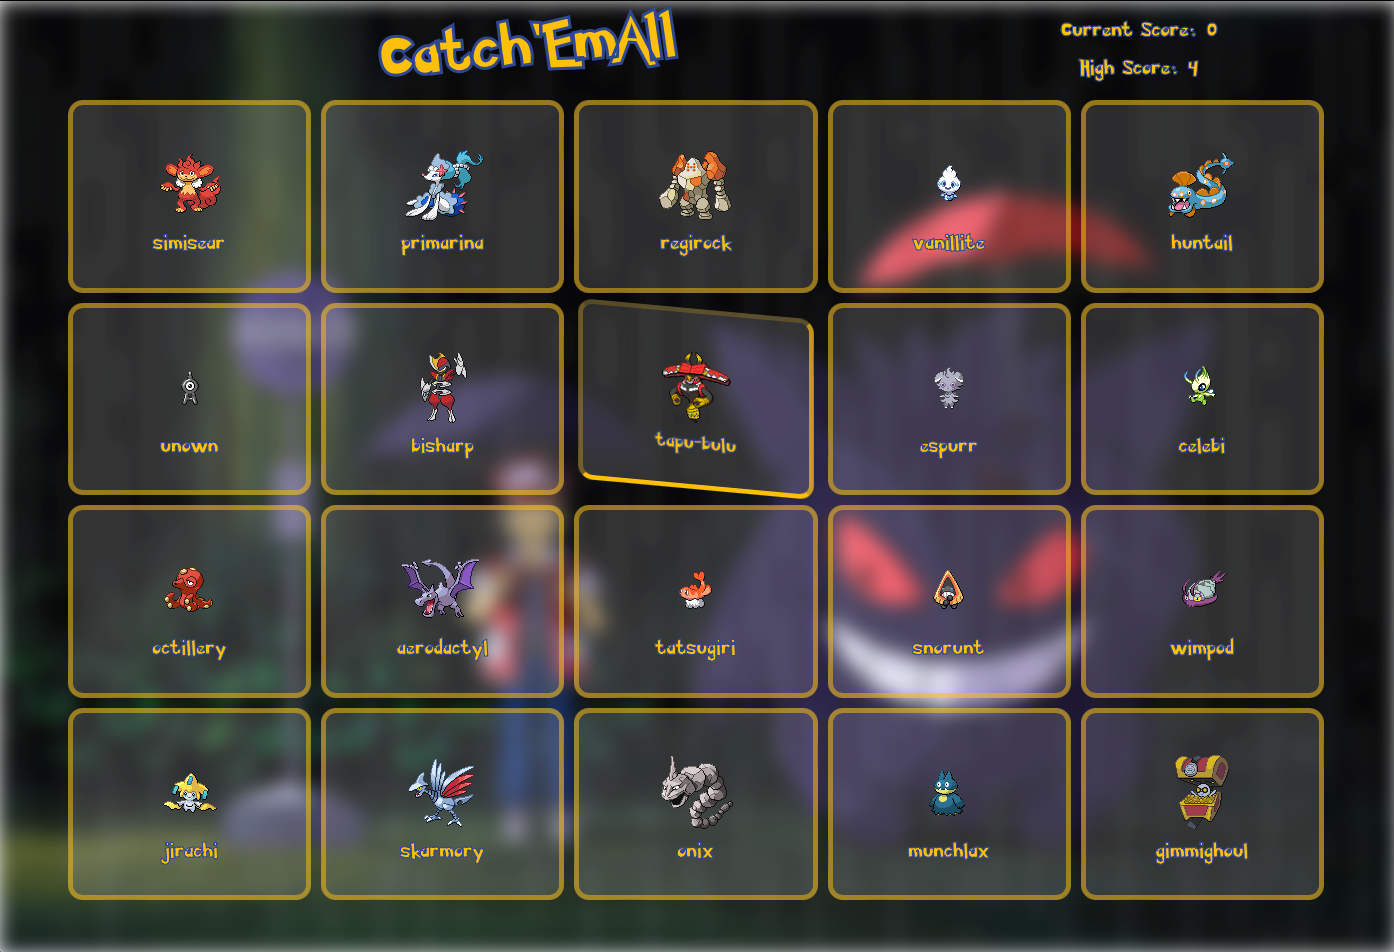 Catch'EmAll
Current Score: 0
High Score: 4
simisear
primarina
regirock
vanillite
huntail
unown
bisharp
tapu-bulu
espurr
celebi
octillery
aerodactyl
tatsugiri
snorunt
wimpod
jirachi
skarmory
onix
munchlax
gimmighoul